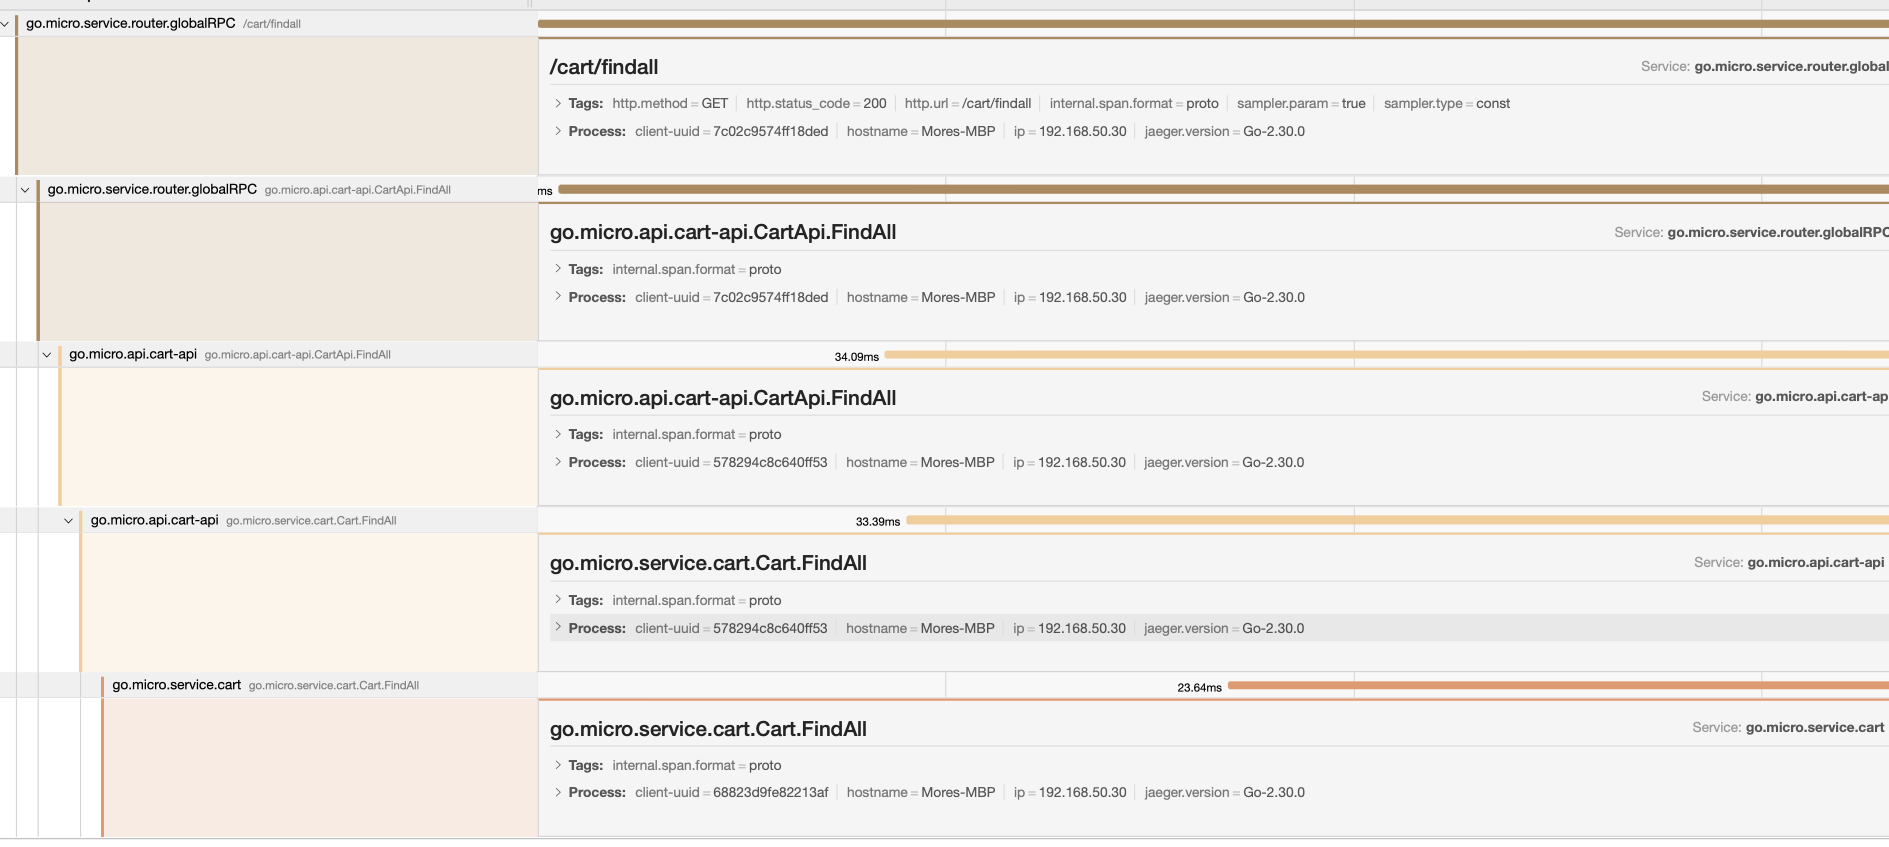 go.micro.service.router.globalRPC /cart/findall
/cart/findall Service: go.micro.service.router.global
Tags: http.method = GET http.status_code = 200 http.url = /cart/findall internal.span.format = proto sampler.param = true sampler.type = const
Process: client-uuid = 7c02c9574ff18ded hostname = Mores-MBP ip = 192.168.50.30 jaeger.version = Go-2.30.0
go.micro.service.router.globalRPC go.micro.api.cart-api.CartApi.FindAll ms
go.micro.api.cart-api.CartApi.FindAll Service: go.micro.service.router.globalRPC
Tags: internal.span.format = proto
Process: client-uuid = 7c02c9574ff18ded hostname = Mores-MBP ip = 192.168.50.30 jaeger.version = Go-2.30.0
go.micro.api.cart-api go.micro.api.cart-api.CartApi.FindAll 34.09ms
go.micro.api.cart-api.CartApi.FindAll Service: go.micro.api.cart-ap
Tags: internal.span.format = proto
Process: client-uuid = 578294c8c640ff53 hostname = Mores-MBP ip = 192.168.50.30 jaeger.version = Go-2.30.0
go.micro.api.cart-api go.micro.service.cart.Cart.FindAll 33.39ms
go.micro.service.cart.Cart.FindAll Service: go.micro.api.cart-api
Tags: internal.span.format = proto
Process: client-uuid = 578294c8c640ff53 hostname = Mores-MBP ip = 192.168.50.30 jaeger.version = Go-2.30.0
go.micro.service.cart go.micro.service.cart.Cart.FindAll 23.64ms
go.micro.service.cart.Cart.FindAll Service: go.micro.service.cart
Tags: internal.span.format = proto
Process: client-uuid = 68823d9fe82213af hostname = Mores-MBP ip = 192.168.50.30 jaeger.version = Go-2.30.0